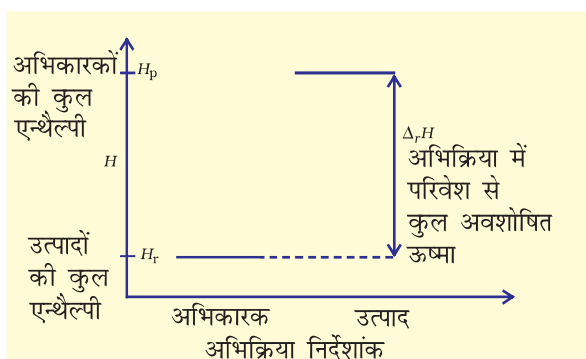 अभिकारकों
की कुल
एन्थैल्पी
Hp
H
ΔrH
अभिक्रिया में
परिवेश से
कुल अवशोषित
ऊष्मा
उत्पादों
की कुल
एन्थैल्पी
Hr
अभिकारक
उत्पाद
अभिक्रिया निर्देशांक